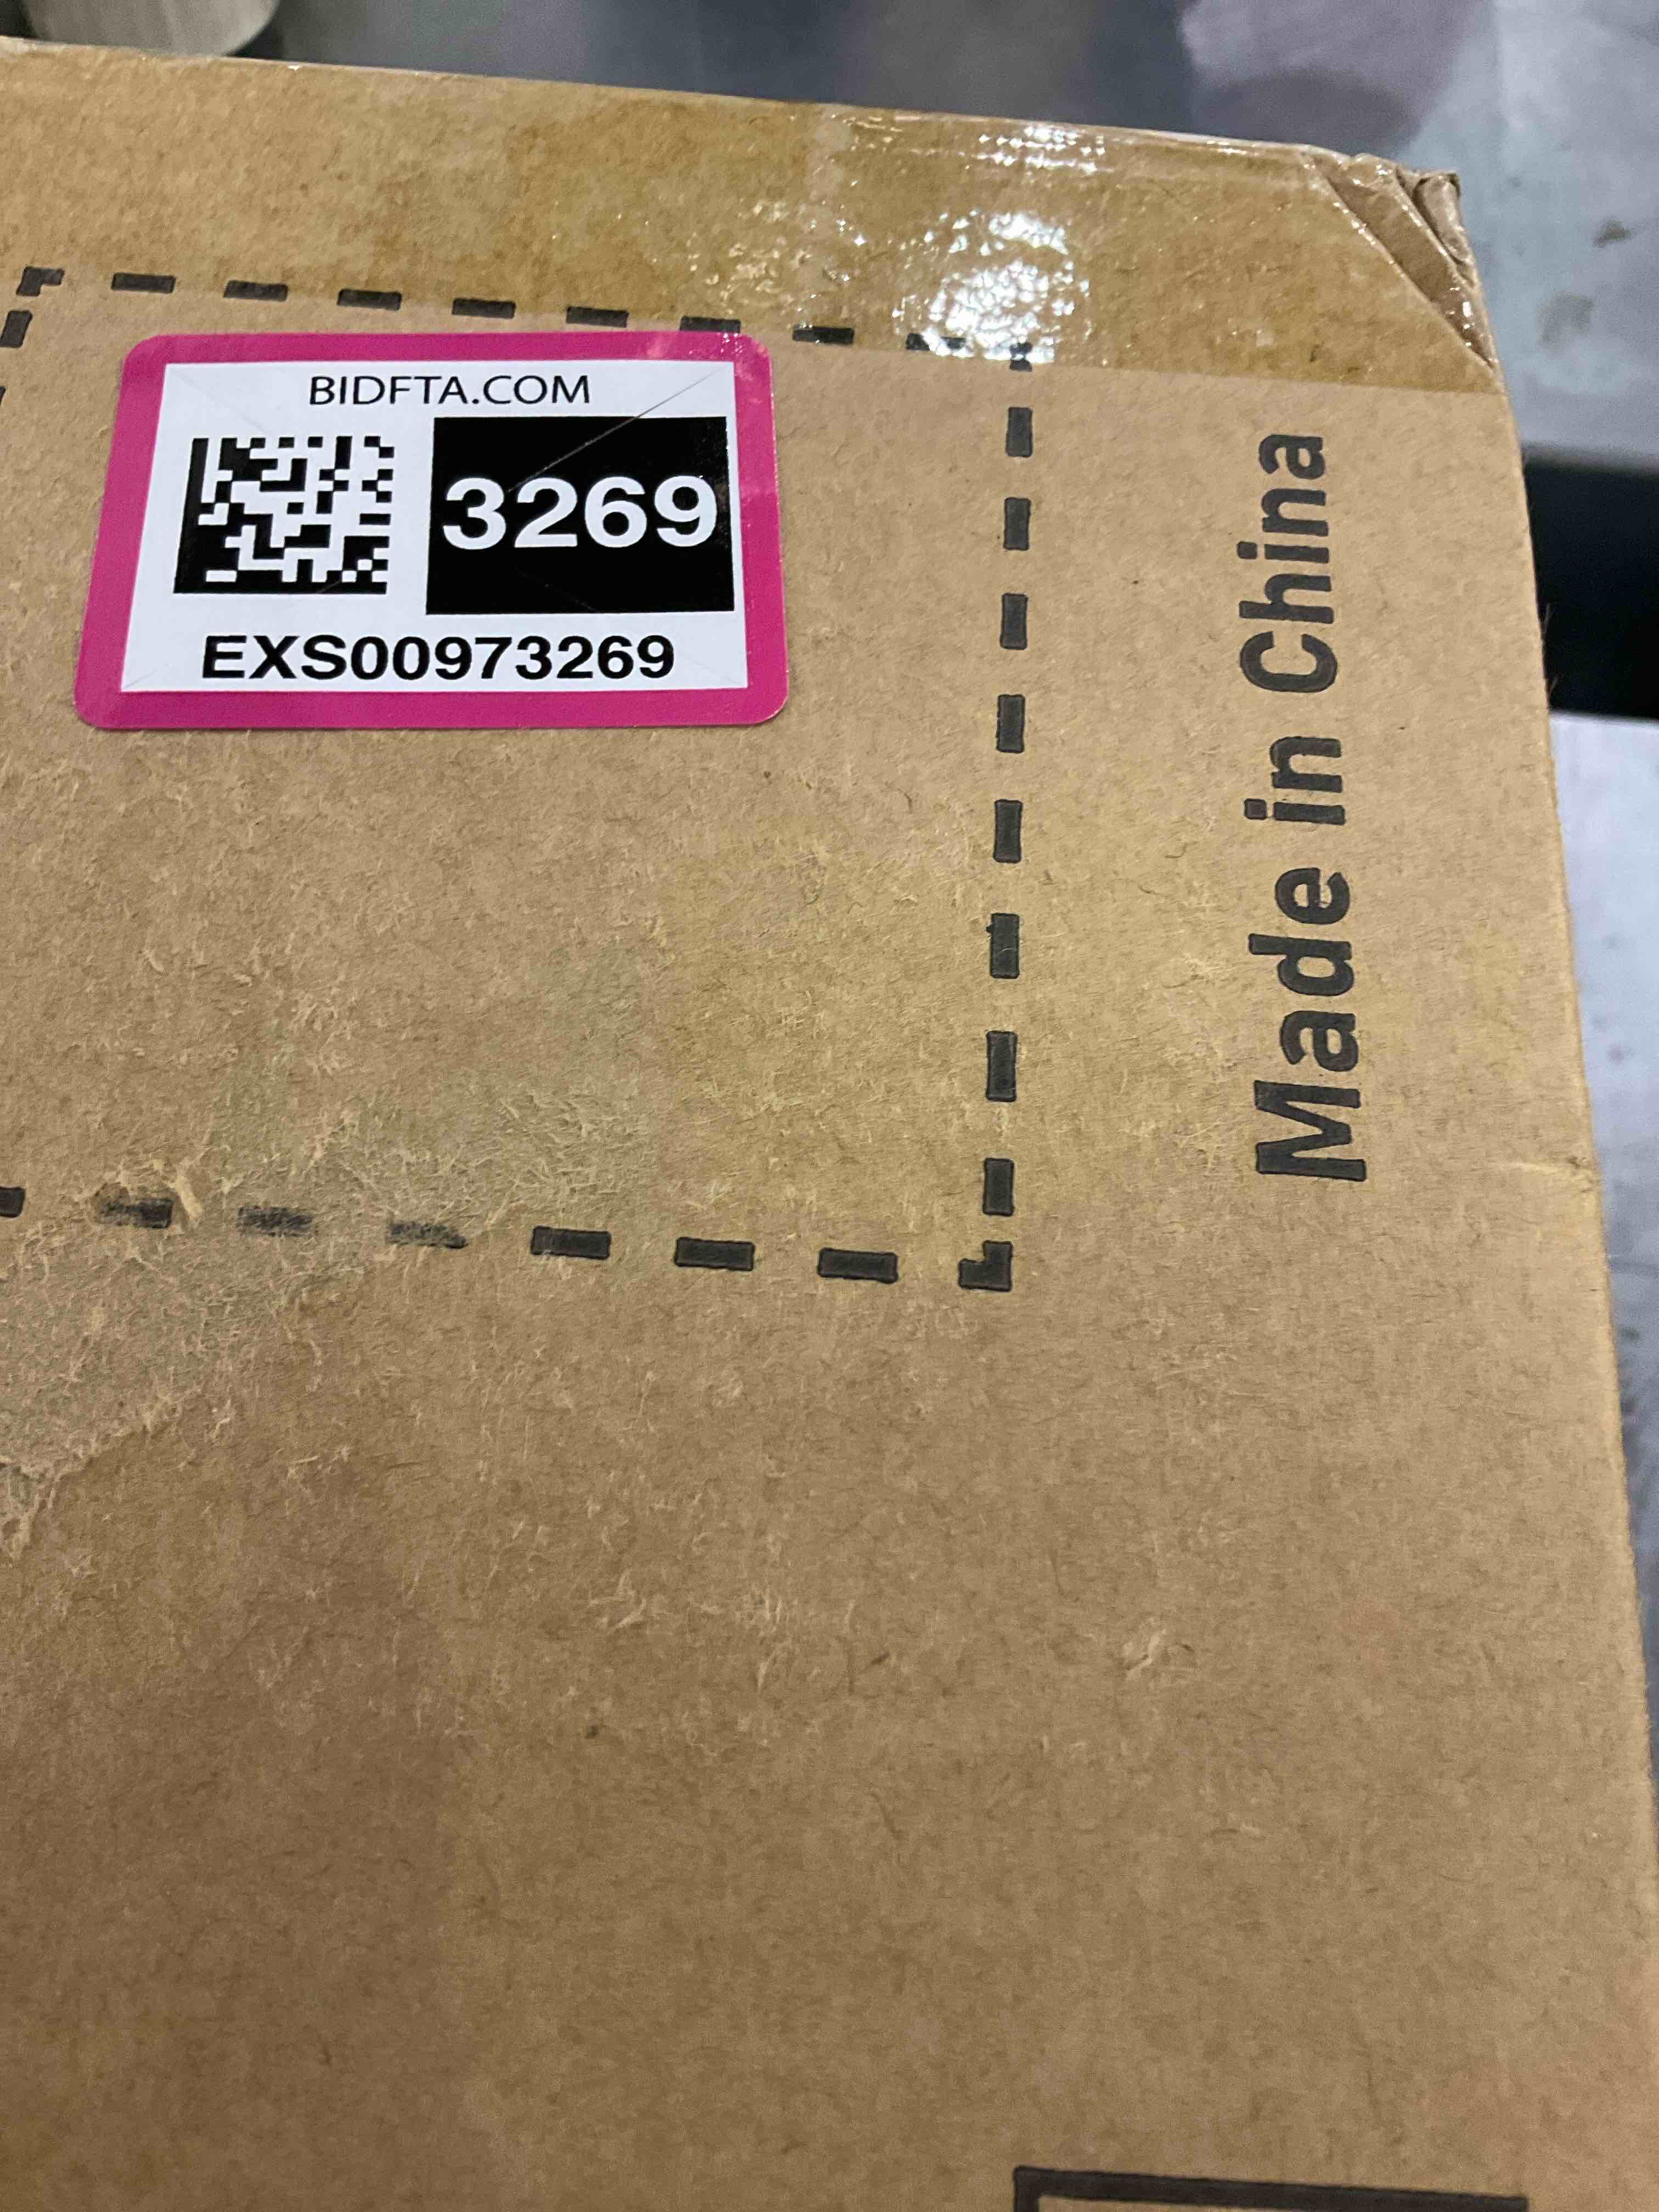 BIDFTA.COM
3269
EXS00973269
Made in China